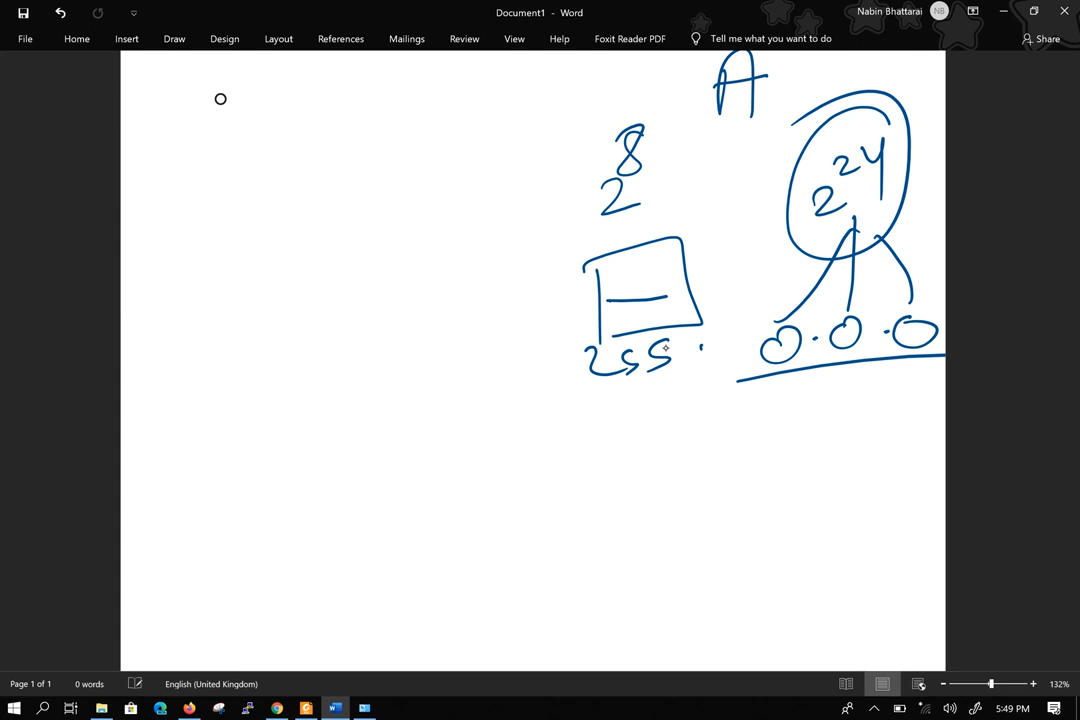 Document1 - Word
Nabin Bhattarai NB
File Home Insert Draw Design Layout References Mailings Review View Help Foxit Reader PDF Tell me what you want to do Share
A
2^8
2^24
255 . 0 . 0 . 0
Page 1 of 1 0 words English (United Kingdom) 132%
5:49 PM